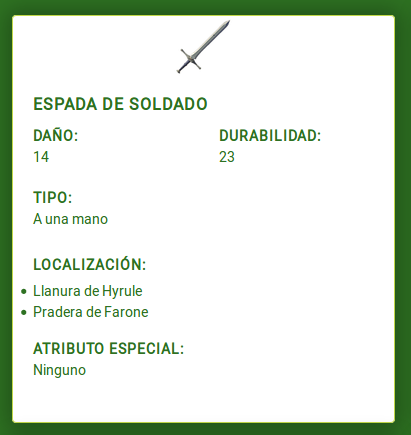 ESPADA DE SOLDADO
DAÑO: DURABILIDAD:
14 23
TIPO:
A una mano
LOCALIZACIÓN:
• Llanura de Hyrule
• Pradera de Farone
ATRIBUTO ESPECIAL:
Ninguno